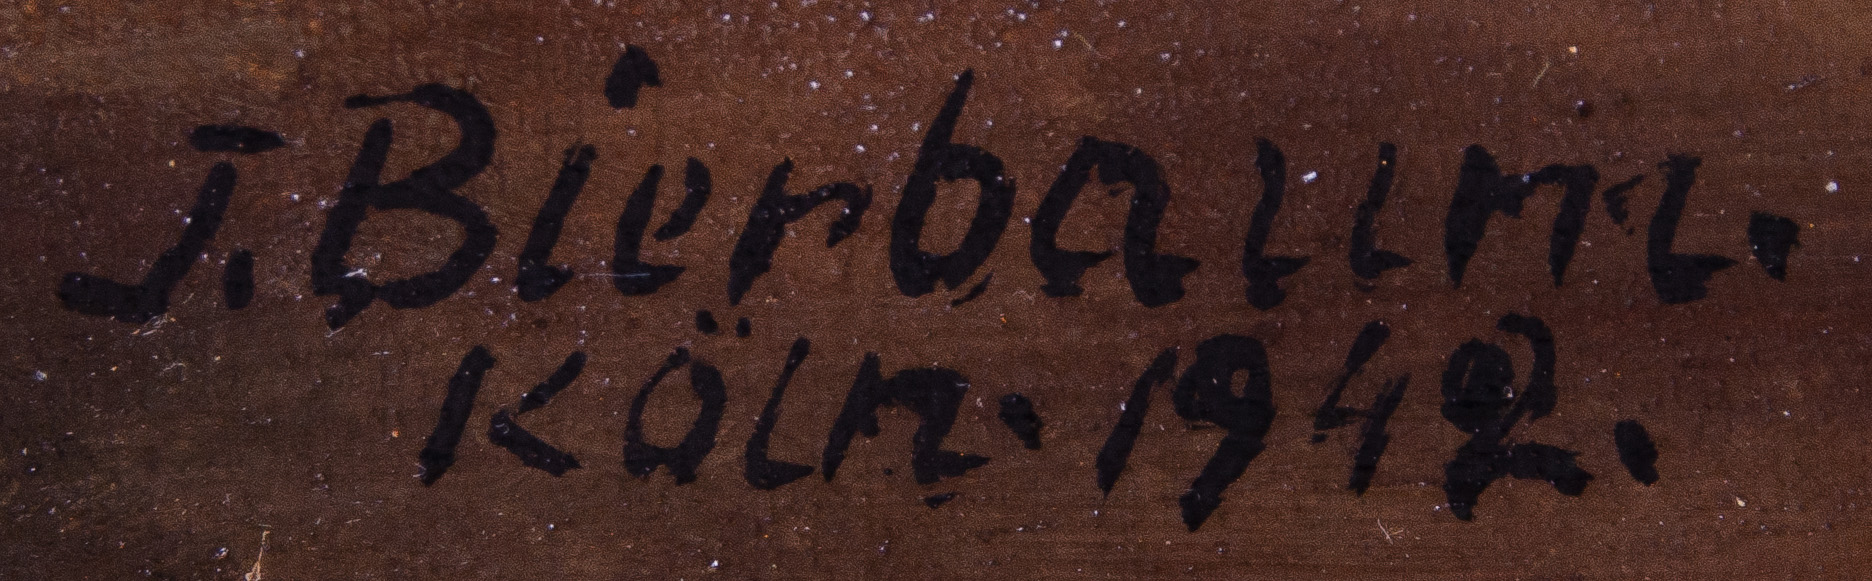 J. Bierbaum.
Köln. 1942.